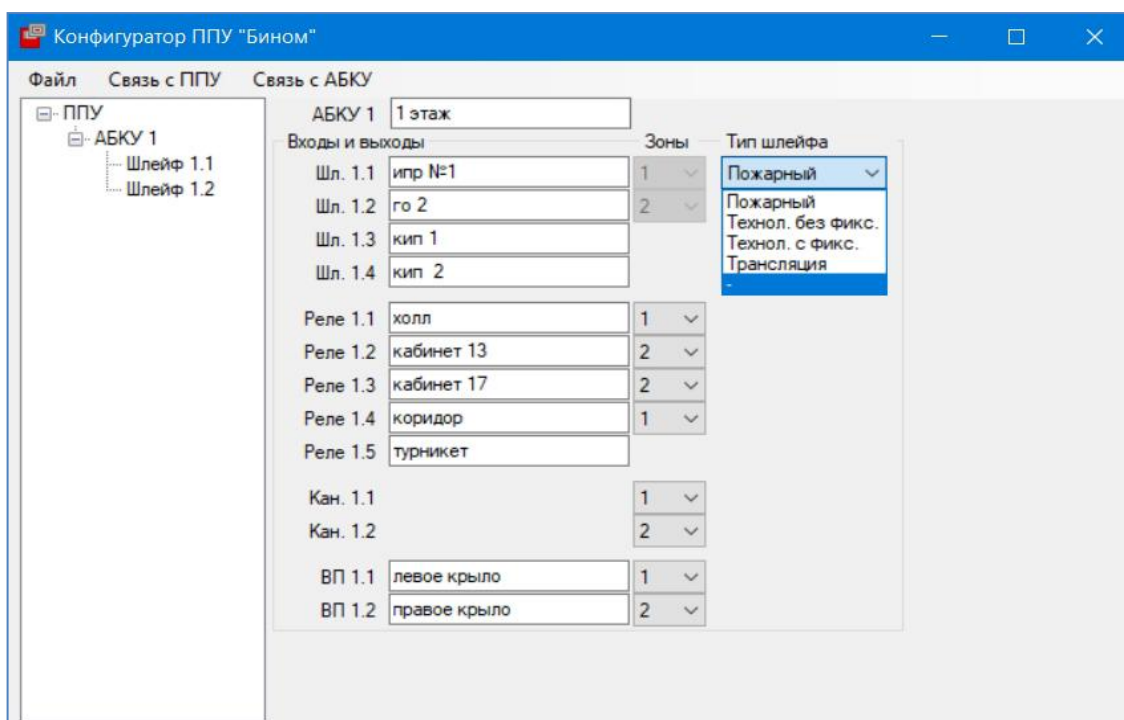 Конфигуратор ППУ "Бином"
Файл Связь с ППУ Связь с АБКУ
ППУ
АБКУ 1
Шлейф 1.1
Шлейф 1.2
АБКУ 1 1 этаж
Входы и выходы Зоны Тип шлейфа
Шл. 1.1 ипр №1 1 Пожарный
Шл. 1.2 го 2 2
Шл. 1.3 кип 1
Шл. 1.4 кип 2
Пожарный
Технол. без фикс.
Технол. с фикс.
Трансляция
-
Реле 1.1 холл 1
Реле 1.2 кабинет 13 2
Реле 1.3 кабинет 17 2
Реле 1.4 коридор 1
Реле 1.5 турникет
Кан. 1.1 1
Кан. 1.2 2
ВП 1.1 левое крыло 1
ВП 1.2 правое крыло 2